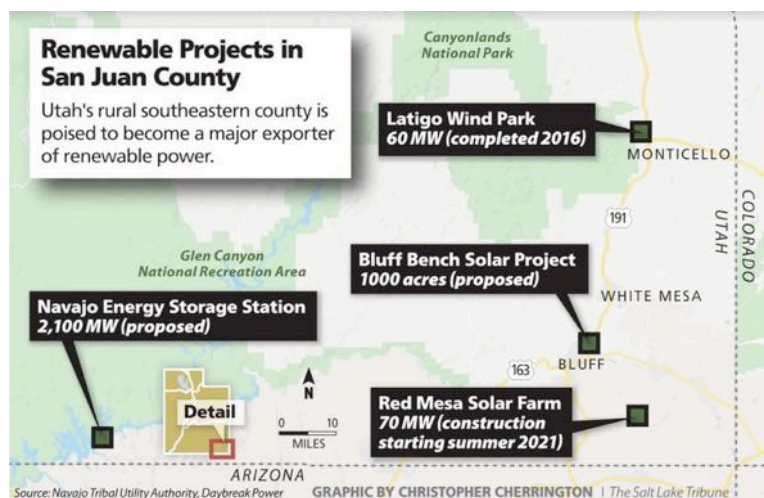 Renewable Projects in
San Juan County
Utah's rural southeastern county is
poised to become a major exporter
of renewable power.
Canyonlands
National Park
Latigo Wind Park
60 MW (completed 2016)
MONTICELLO
191
UTAH
COLORADO
Glen Canyon
National Recreation Area
Bluff Bench Solar Project
1000 acres (proposed)
WHITE MESA
Navajo Energy Storage Station
2,100 MW (proposed)
BLUFF
163
Detail
N
0 10
MILES
Red Mesa Solar Farm
70 MW (construction
starting summer 2021)
ARIZONA
Source: Navajo Tribal Utility Authority, Daybreak Power
GRAPHIC BY CHRISTOPHER CHERRINGTON | The Salt Lake Tribune